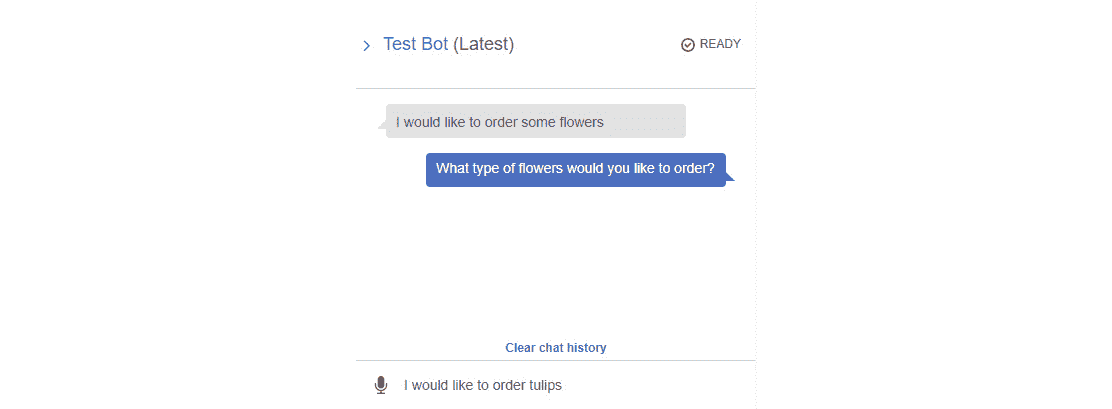 Test Bot (Latest)
READY
I would like to order some flowers
What type of flowers would you like to order?
Clear chat history
I would like to order tulips